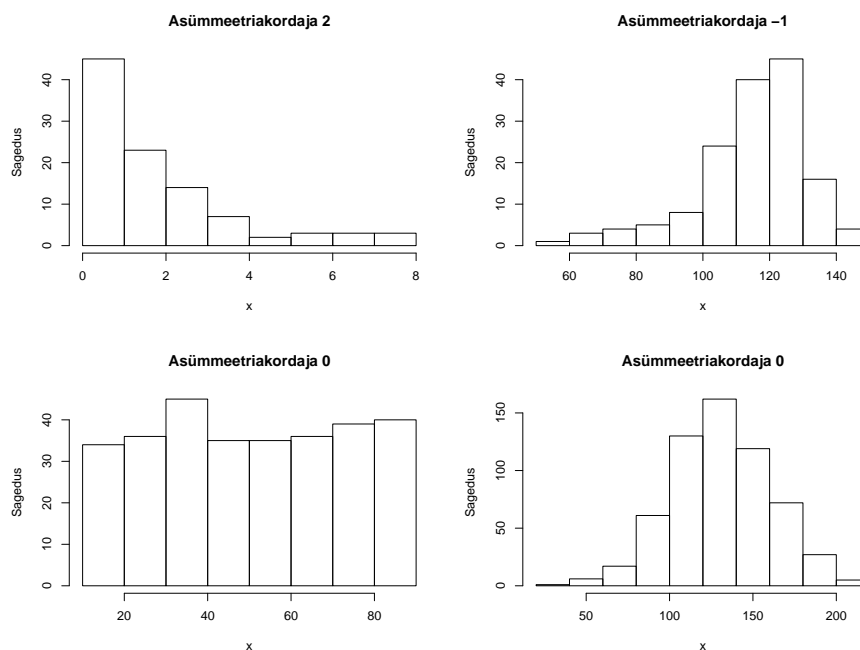 Asümmeetriakordaja 2
Sagedus
0 10 20 30 40
0 2 4 6 8
x
Asümmeetriakordaja −1
Sagedus
0 10 20 30 40
60 80 100 120 140
x
Asümmeetriakordaja 0
Sagedus
0 10 20 30 40
20 40 60 80
x
Asümmeetriakordaja 0
Sagedus
0 50 100 150
50 100 150 200
x